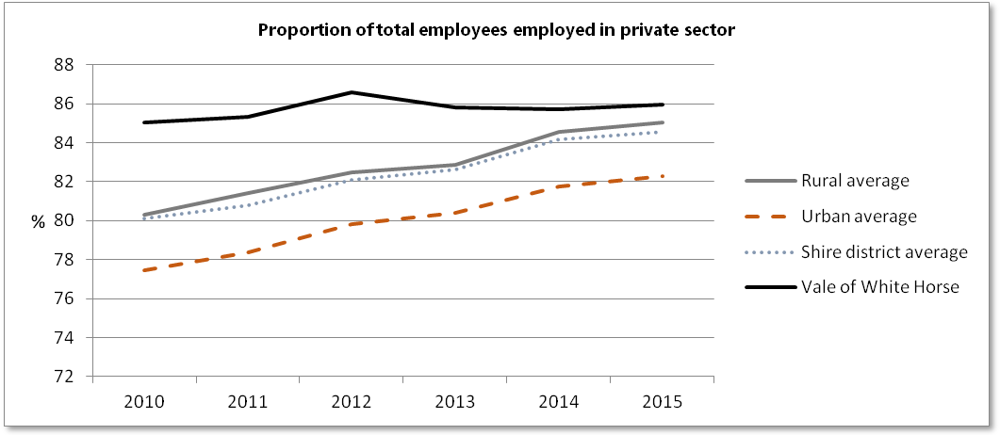 Proportion of total employees employed in private sector
88
86
84
82
80
78
76
74
72
%
2010 2011 2012 2013 2014 2015
Rural average
Urban average
Shire district average
Vale of White Horse